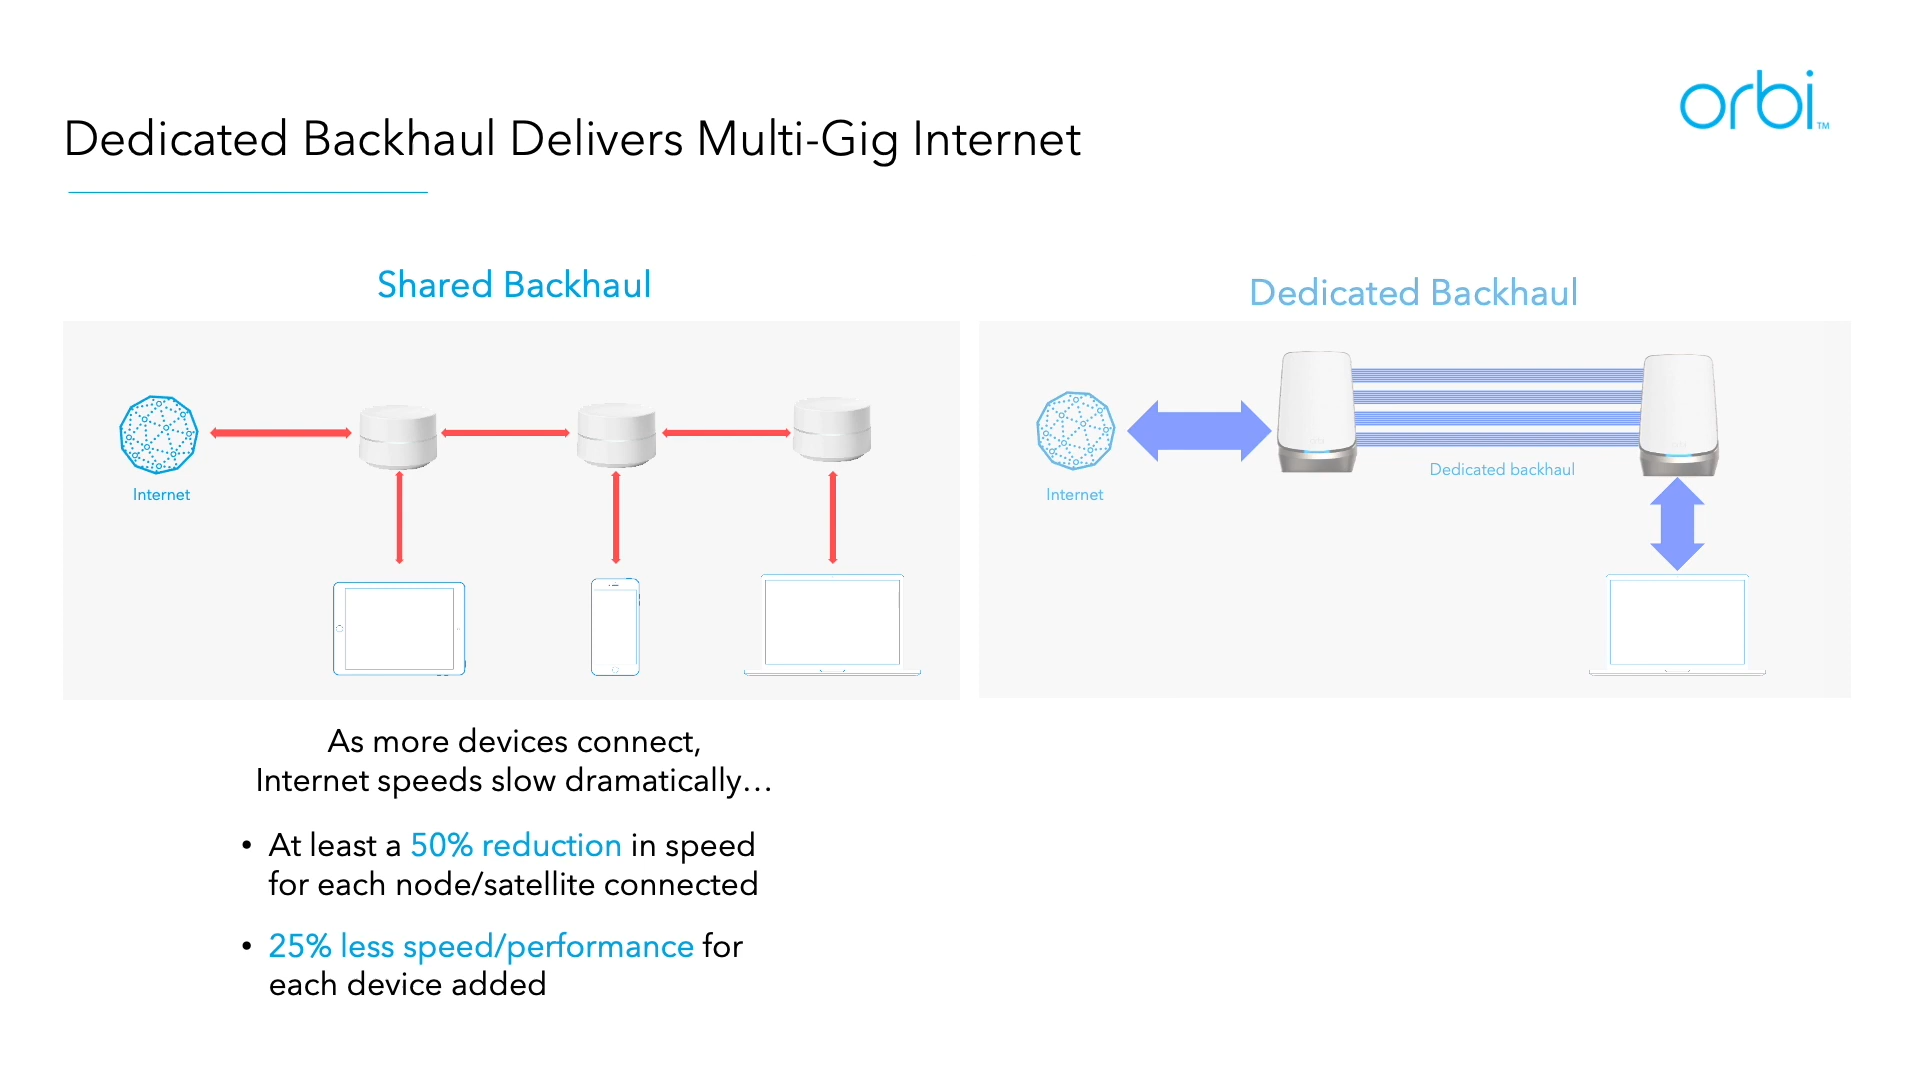 orbi™
Dedicated Backhaul Delivers Multi-Gig Internet
Shared Backhaul
Internet
As more devices connect,
Internet speeds slow dramatically…
• At least a 50% reduction in speed
for each node/satellite connected
• 25% less speed/performance for
each device added
Dedicated Backhaul
orbi
orbi
Dedicated backhaul
Internet